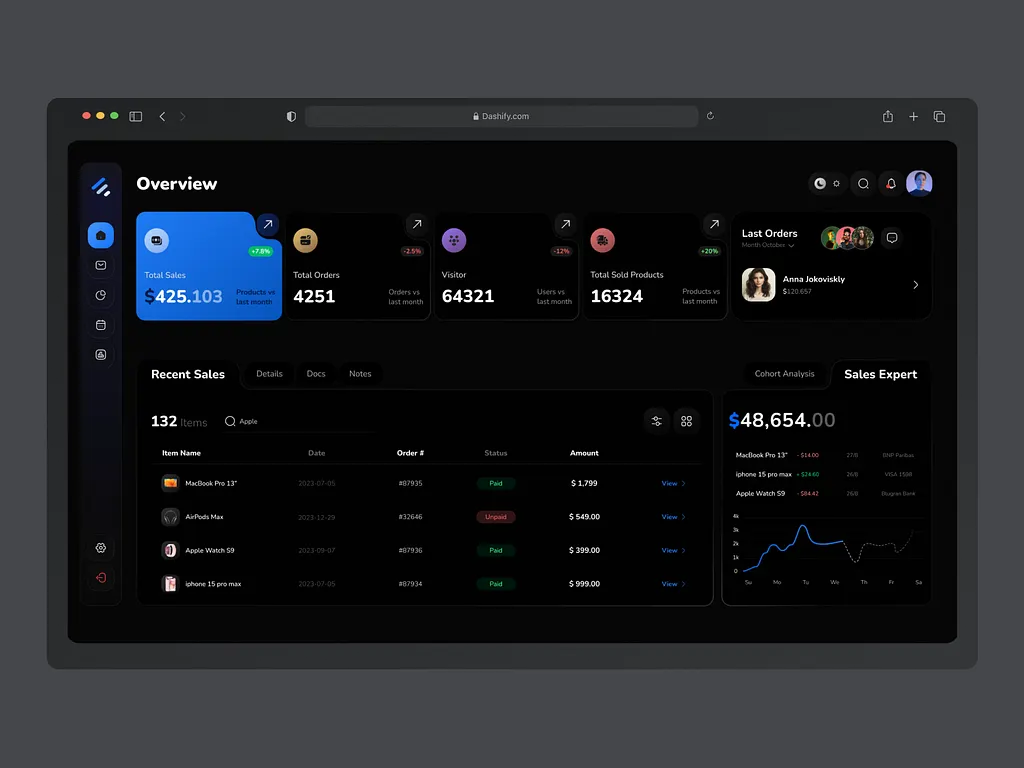 Dashify.com
Overview
+7.8%
Total Sales
$425.103
Products vs
last month
-2.5%
Total Orders
4251
Orders vs
last month
-12%
Visitor
64321
Users vs
last month
+20%
Total Sold Products
16324
Products vs
last month
Last Orders
Month October
Anna Jokoviskly
$120.657
Recent Sales
Details
Docs
Notes
132 Items
Apple
Item Name Date Order # Status Amount
MacBook Pro 13" 2023-07-05 #87935 Paid $ 1,799 View
AirPods Max 2023-12-29 #32646 Unpaid $ 549.00 View
Apple Watch S9 2023-09-07 #87936 Paid $ 399.00 View
iphone 15 pro max 2023-07-05 #87934 Paid $ 999.00 View
Cohort Analysis
Sales Expert
$48,654.00
MacBook Pro 13" - $14.00 27/8 BNP Paribas
iphone 15 pro max + $24.60 26/8 VISA 1588
Apple Watch S9 - $84.42 26/8 Bank
4k
3k
2k
1k
0
Su Mo Tu We Th Fr Sa